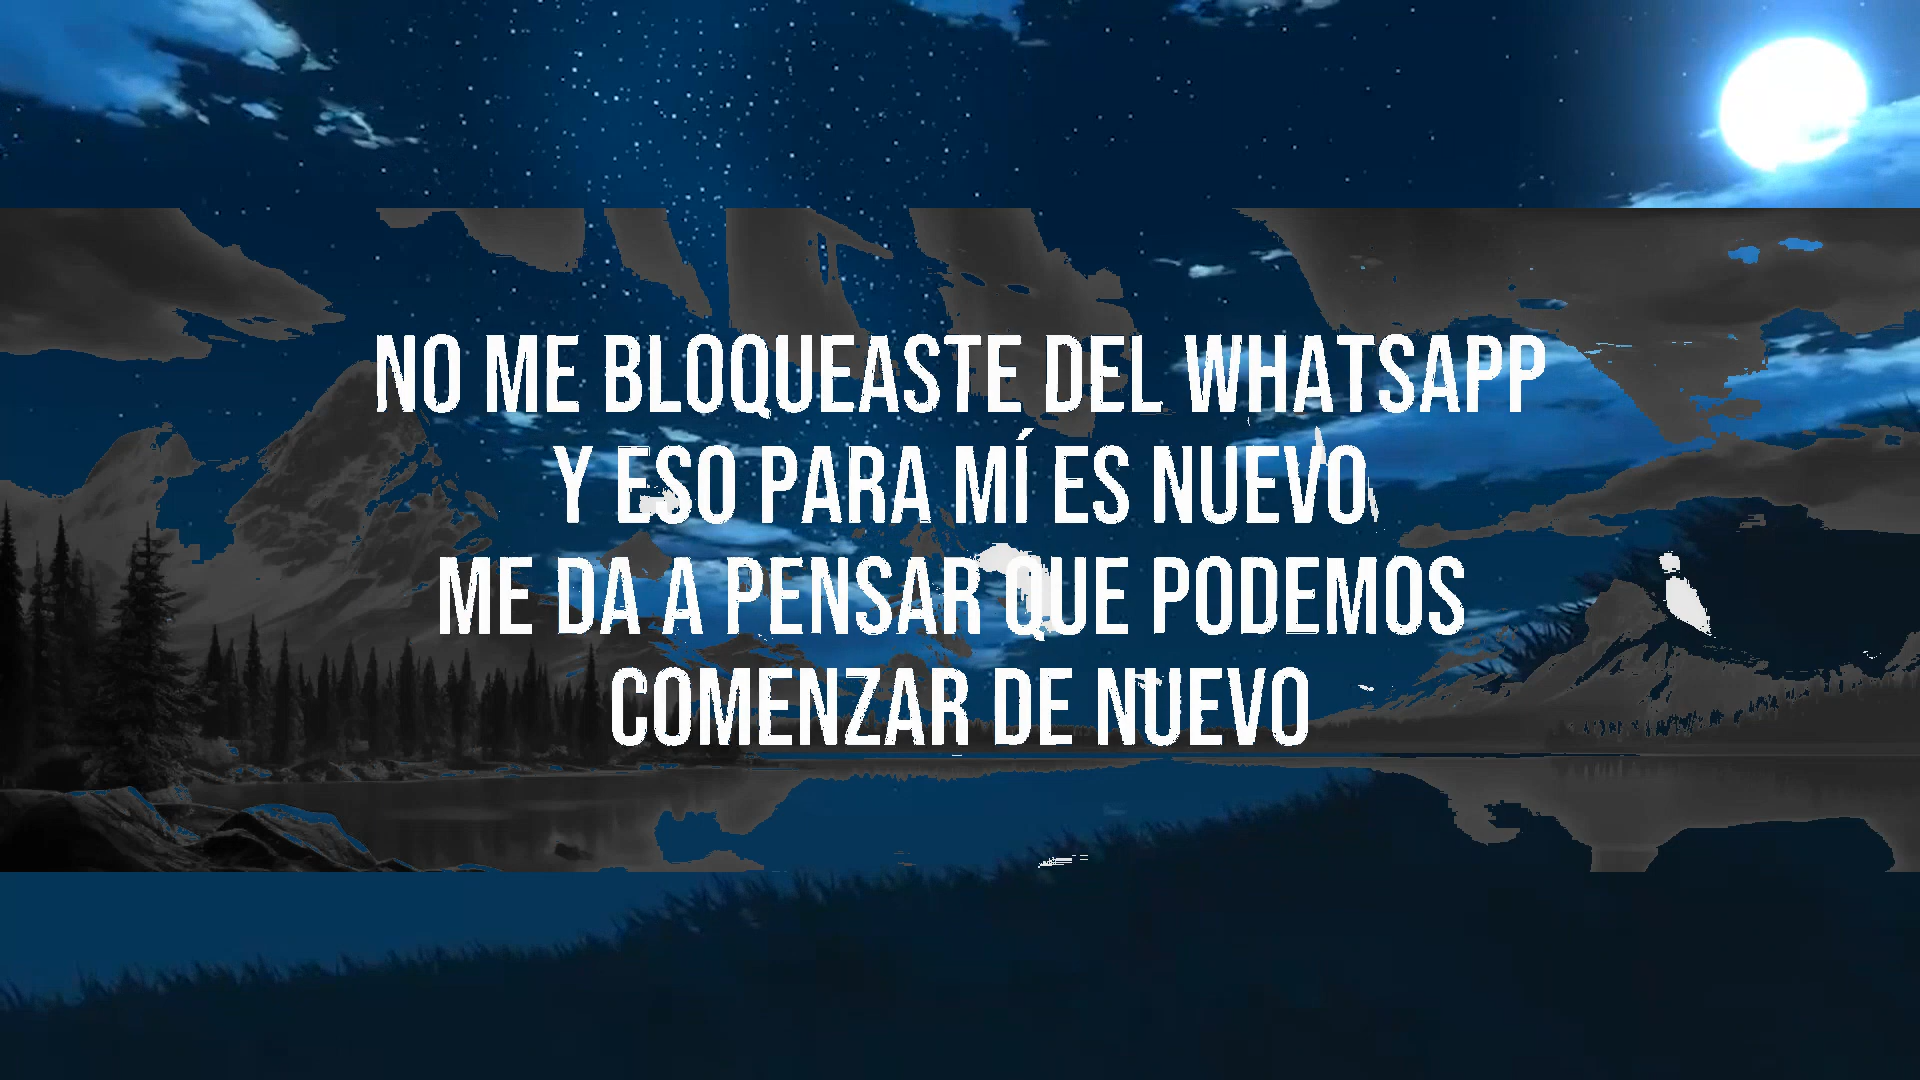 NO ME BLOQUEASTE DEL WHATSAPP
Y ESO PARA MÍ ES NUEVO
ME DA A PENSAR QUE PODEMOS
COMENZAR DE NUEVO